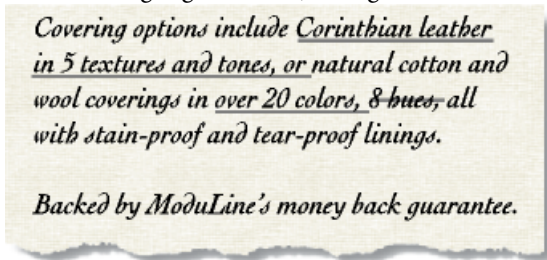 Covering options include Corinthian leather
in 5 textures and tones, or natural cotton and
wool coverings in over 20 colors, 8 hues, all
with stain-proof and tear-proof linings.
Backed by ModuLine's money back guarantee.